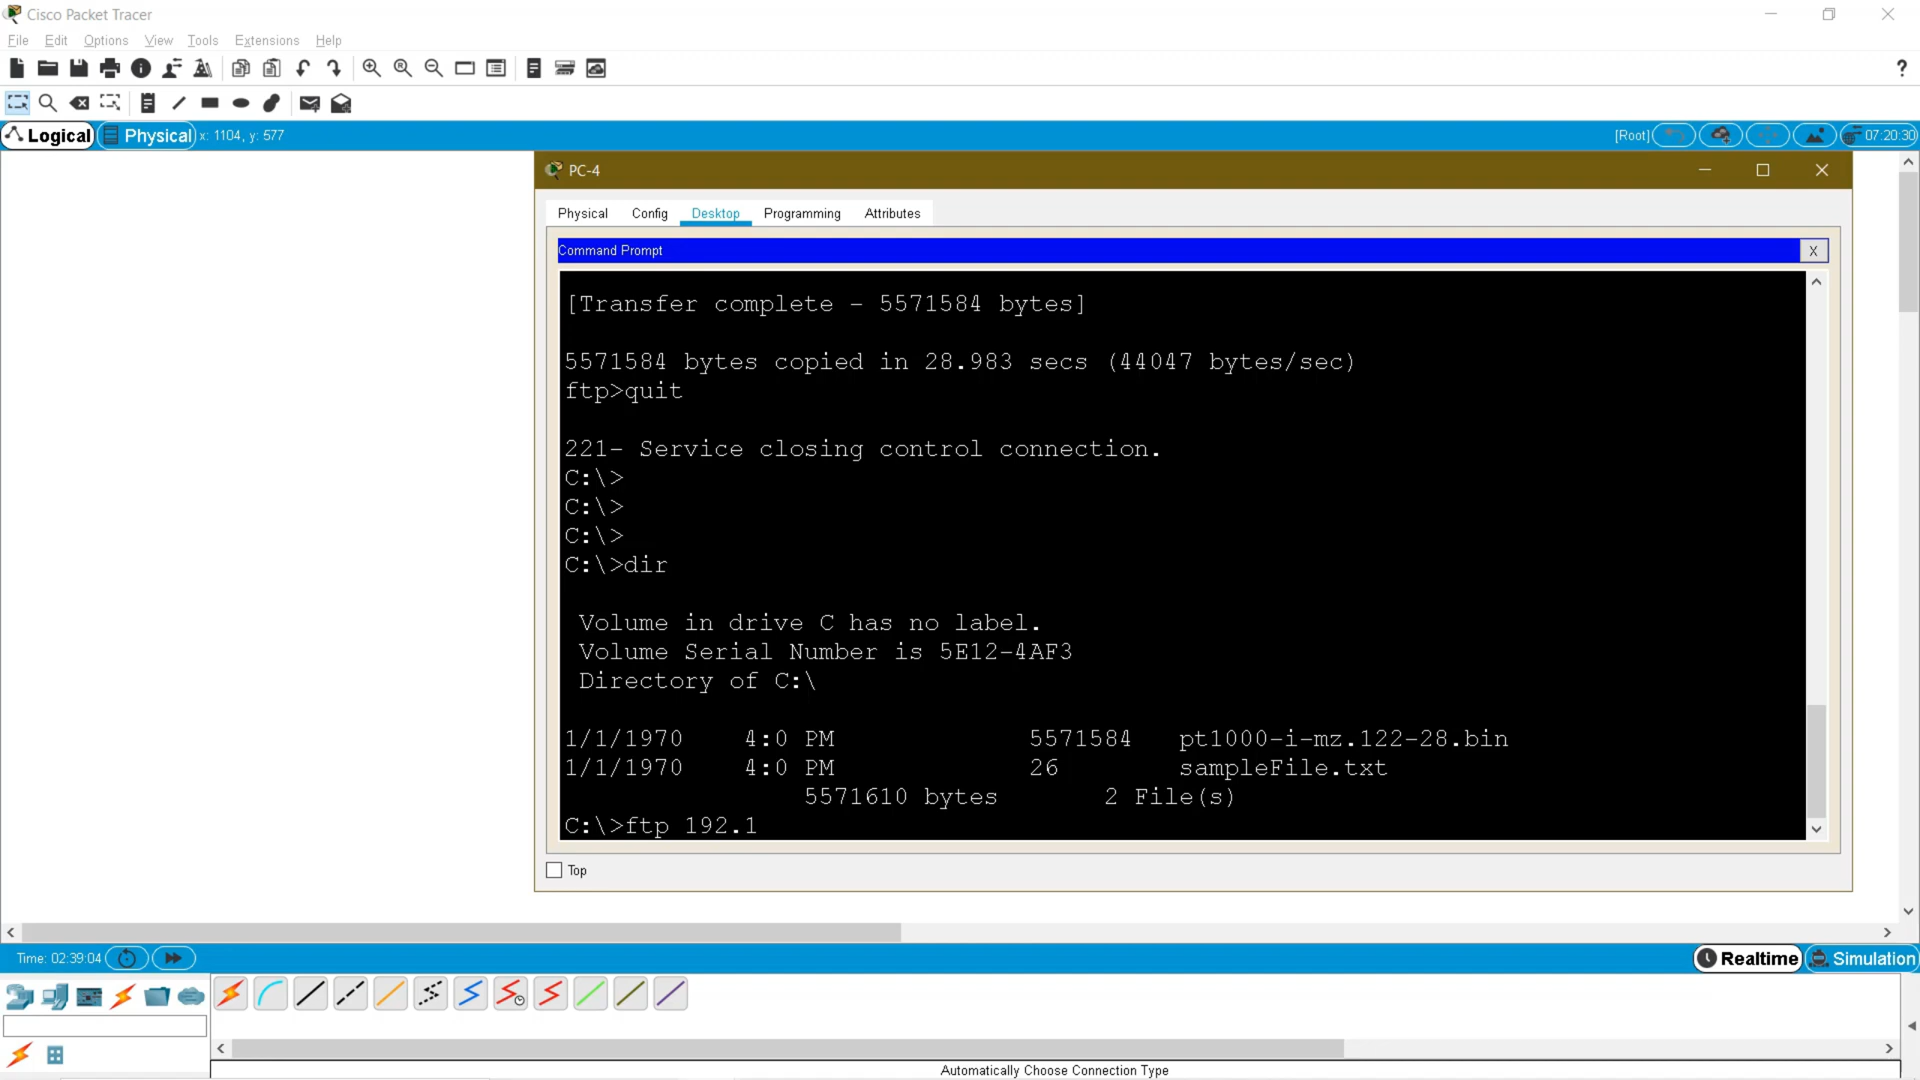 Cisco Packet Tracer
File Edit Options View Tools Extensions Help
?
Logical Physical x: 1104, y: 577 [Root] 07:20:30
PC-4
Physical Config Desktop Programming Attributes
Command Prompt X
[Transfer complete - 5571584 bytes]
5571584 bytes copied in 28.983 secs (44047 bytes/sec)
ftp>quit
221- Service closing control connection.
C:\>
C:\>
C:\>
C:\>dir
Volume in drive C has no label.
Volume Serial Number is 5E12-4AF3
Directory of C:\
1/1/1970 4:0 PM 5571584 pt1000-i-mz.122-28.bin
1/1/1970 4:0 PM 26 sampleFile.txt
5571610 bytes 2 File(s)
C:\>ftp 192.1
Top
Time: 02:39:04 Realtime Simulation
Automatically Choose Connection Type